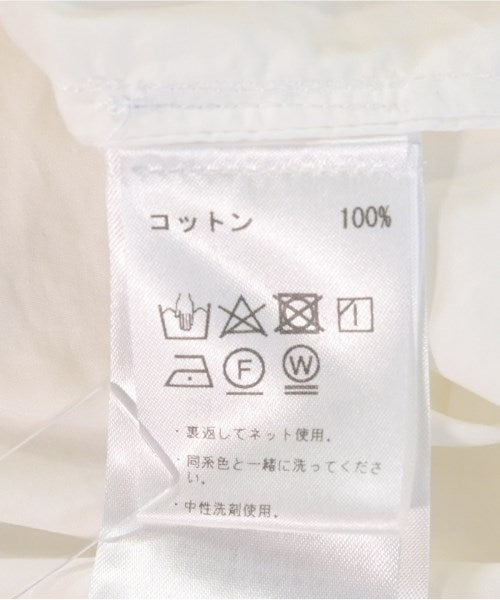 コットン 100%
F W
・裏返してネット使用。
・同系色と一緒に洗ってくださ
い。
・中性洗剤使用。